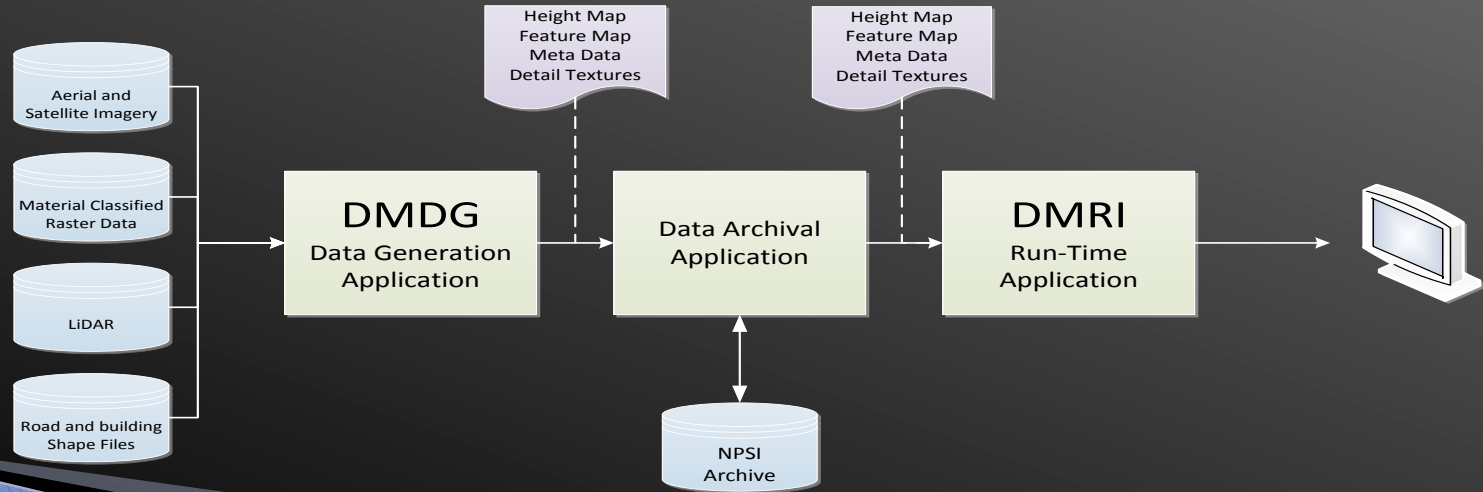 Height Map
Feature Map
Meta Data
Detail Textures
Height Map
Feature Map
Meta Data
Detail Textures
Aerial and
Satellite Imagery
Material Classified
Raster Data
LiDAR
Road and building
Shape Files
DMDG
Data Generation
Application
Data Archival
Application
DMRI
Run-Time
Application
NPSI
Archive